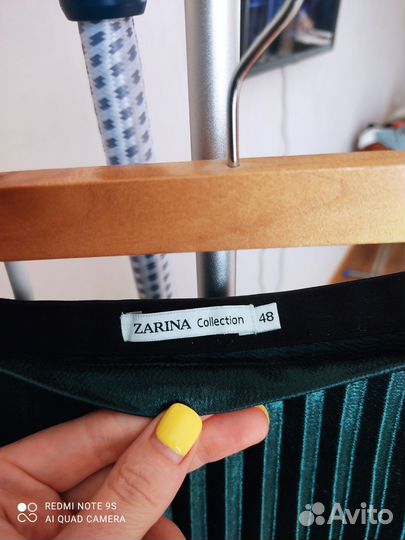 ZARINA Collection 48
REDMI NOTE 9S
AI QUAD CAMERA
Avito